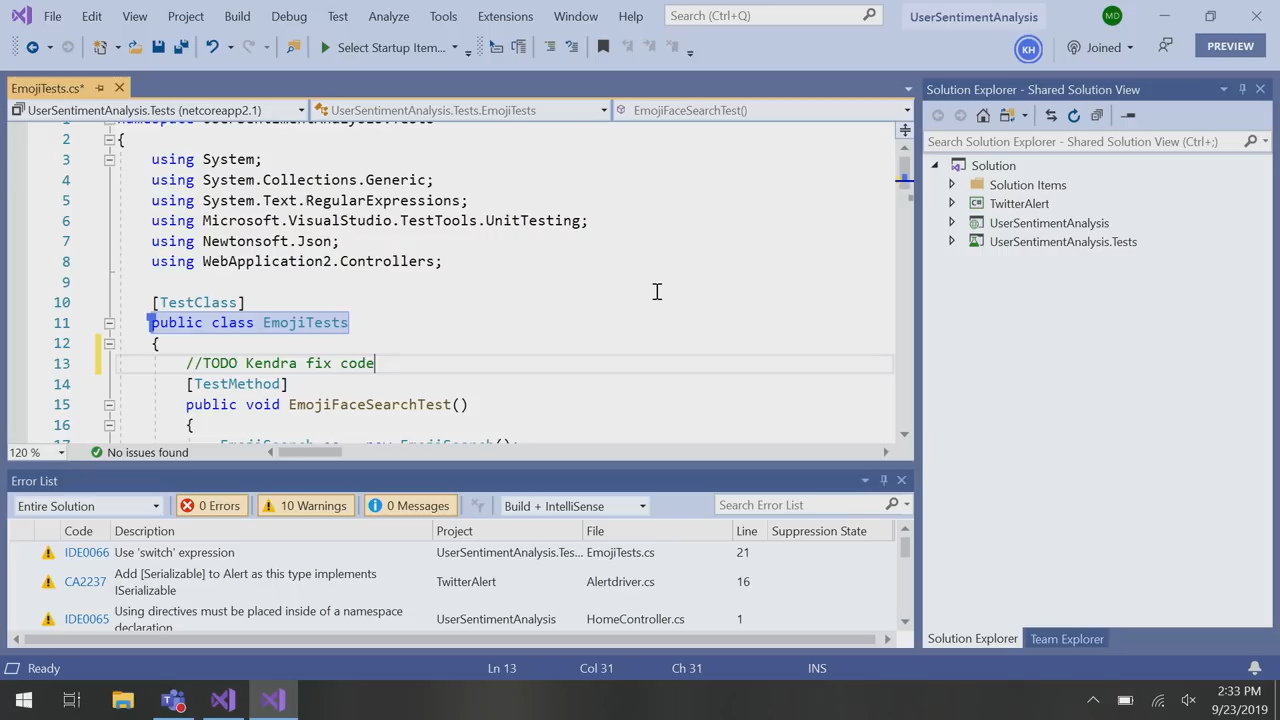 File Edit View Project Build Debug Test Analyze Tools Extensions Window Help Search (Ctrl+Q) UserSentimentAnalysis MD
Select Startup Item... KH Joined PREVIEW
EmojiTests.cs*
UserSentimentAnalysis.Tests (netcoreapp2.1) UserSentimentAnalysis.Tests.EmojiTests EmojiFaceSearchTest()
2 {
3 using System;
4 using System.Collections.Generic;
5 using System.Text.RegularExpressions;
6 using Microsoft.VisualStudio.TestTools.UnitTesting;
7 using Newtonsoft.Json;
8 using WebApplication2.Controllers;
9
10 [TestClass]
11 public class EmojiTests
12 {
13 //TODO Kendra fix code
14 [TestMethod]
15 public void EmojiFaceSearchTest()
16 {
17
120 % No issues found
Solution Explorer - Shared Solution View
Search Solution Explorer - Shared Solution View (Ctrl+;)
Solution
Solution Items
TwitterAlert
UserSentimentAnalysis
UserSentimentAnalysis.Tests
Error List
Entire Solution 0 Errors 10 Warnings 0 Messages Build + IntelliSense Search Error List
Code Description Project File Line Suppression State
IDE0066 Use 'switch' expression UserSentimentAnalysis.Tes... EmojiTests.cs 21
CA2237 Add [Serializable] to Alert as this type implements ISerializable TwitterAlert Alertdriver.cs 16
IDE0065 Using directives must be placed inside of a namespace declaration UserSentimentAnalysis HomeController.cs 1
Solution Explorer Team Explorer
Ready Ln 13 Col 31 Ch 31 INS
2:33 PM
9/23/2019